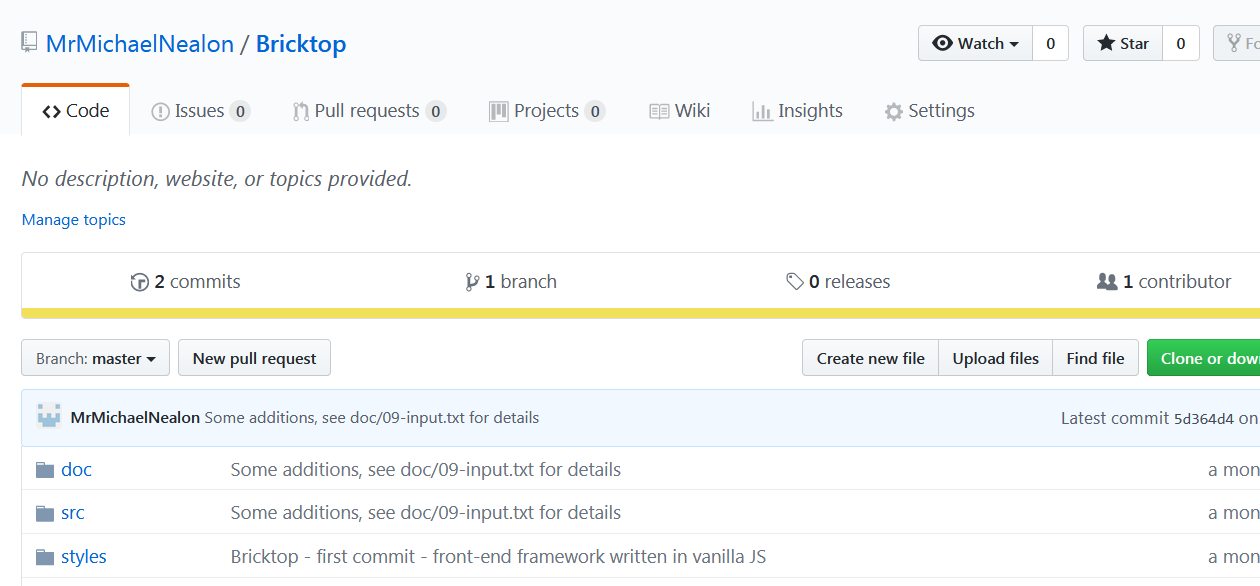 MrMichaelNealon / Bricktop
Watch 0 Star 0 Fo
Code Issues 0 Pull requests 0 Projects 0 Wiki Insights Settings
No description, website, or topics provided.
Manage topics
2 commits 1 branch 0 releases 1 contributor
Branch: master New pull request Create new file Upload files Find file Clone or dow
MrMichaelNealon Some additions, see doc/09-input.txt for details Latest commit 5d364d4 on
doc Some additions, see doc/09-input.txt for details a mon
src Some additions, see doc/09-input.txt for details a mon
styles Bricktop - first commit - front-end framework written in vanilla JS a mon